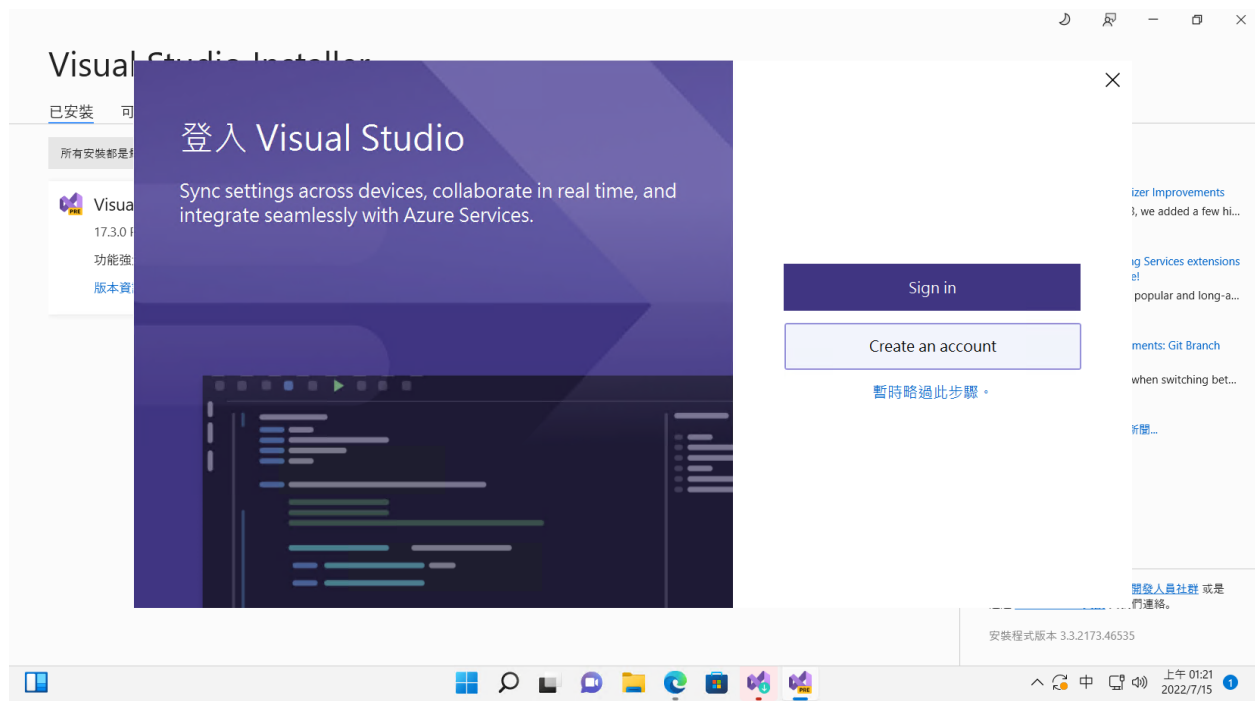 Visual Studio Installer
已安裝
登入 Visual Studio
Sync settings across devices, collaborate in real time, and
integrate seamlessly with Azure Services.
Sign in
Create an account
暫時略過此步驟。
所有安裝都是
PRE
17.3.0
功能強
版本資
Improvements
we added a few hi...
Services extensions
popular and long-a...
Git Branch
when switching bet...
開發人員社群 或是
們連絡。
安裝程式版本 3.3.2173.46535
PRE
中
上午 01:21
2022/7/15
1